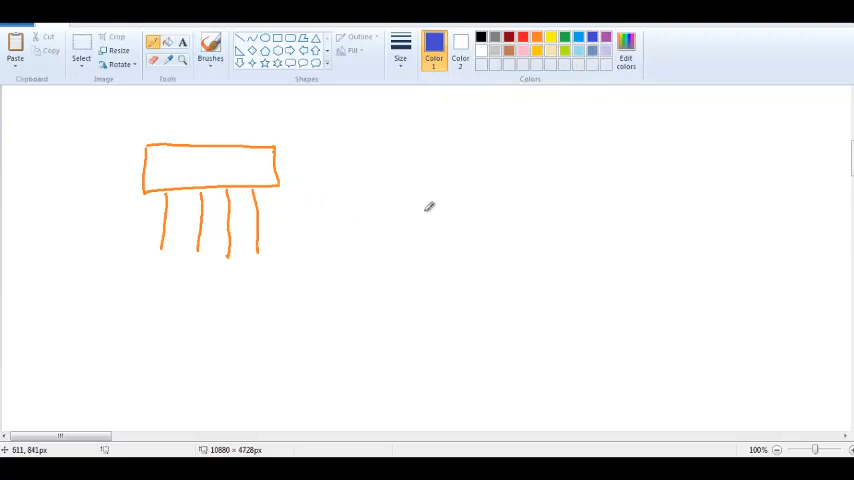 Cut
Copy
Paste
Clipboard
Crop
Resize
Rotate
Select
Image
A
Tools
Brushes
Outline
Fill
Shapes
Size
Color 1
Color 2
Edit colors
Colors
611, 841px
10880 × 4728px
100%